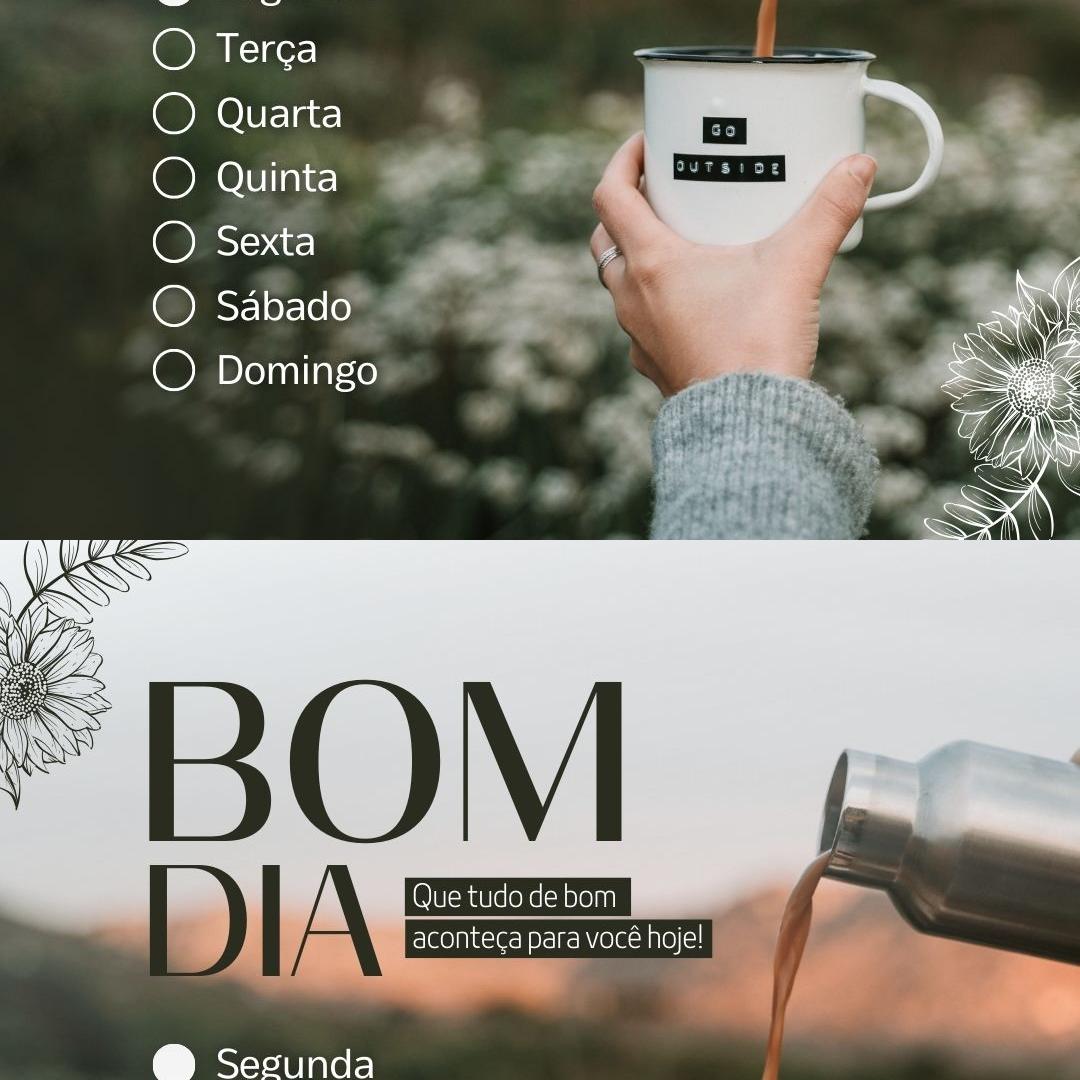 Terça
Quarta
Quinta
Sexta
Sábado
Domingo
GO
OUTSIDE
BOM
DIA
Que tudo de bom
aconteça para você hoje!
Segunda